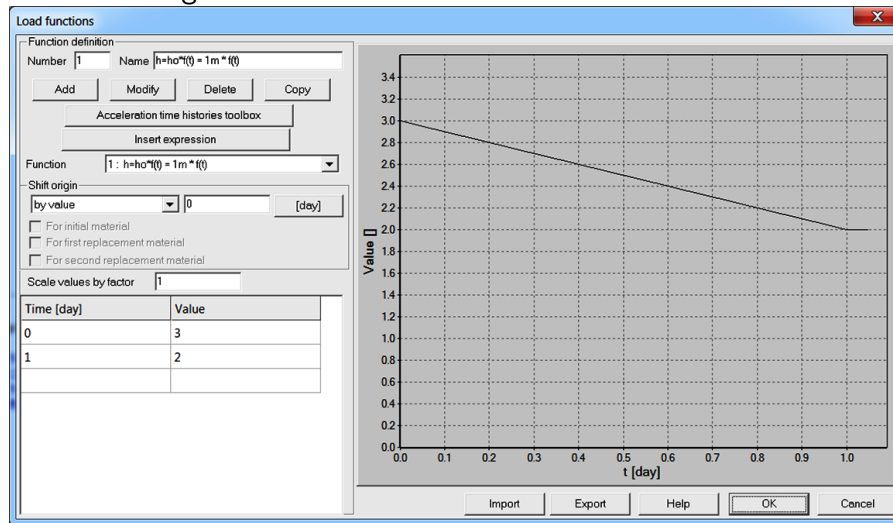 Load functions
Function definition
Number 1 Name h=ho*f(t) = 1m * f(t)
Add Modify Delete Copy
Acceleration time histories toolbox
Insert expression
Function 1 : h=ho*f(t) = 1m * f(t)
Shift origin
by value 0 [day]
For initial material
For first replacement material
For second replacement material
Scale values by factor 1
Time [day] Value
0 3
1 2
Value []
3.4
3.2
3.0
2.8
2.6
2.4
2.2
2.0
1.8
1.6
1.4
1.2
1.0
0.8
0.6
0.4
0.2
0.0
0.0 0.1 0.2 0.3 0.4 0.5 0.6 0.7 0.8 0.9 1.0
t [day]
Import Export Help OK Cancel